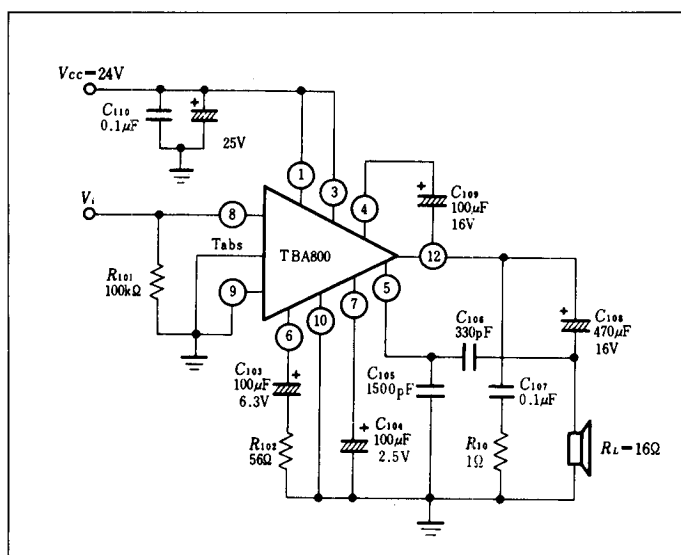 Vcc=24V
C110
0.1μF
+
25V
1
3
4
+
C109
100μF
16V
Vi
8
Tabs
TBA800
12
R101
100kΩ
9
5
6
10
7
C106
330pF
+
C108
470μF
16V
+
C103
100μF
6.3V
C105
1500pF
C107
0.1μF
+
C104
100μF
2.5V
R102
56Ω
R10
1Ω
RL=16Ω